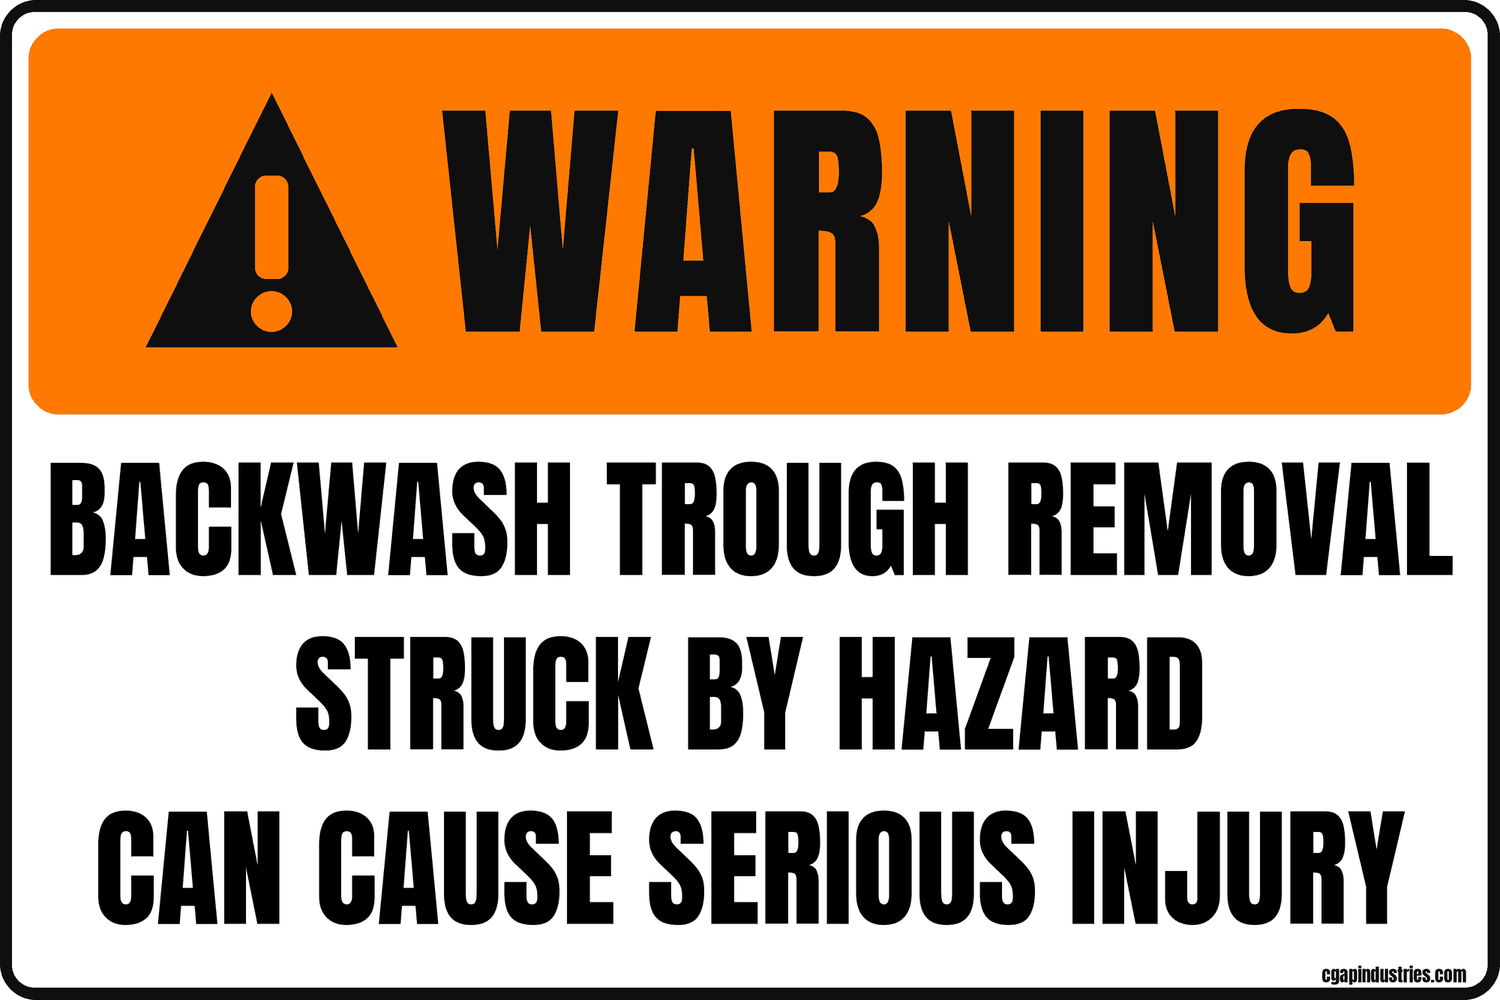 WARNING
BACKWASH TROUGH REMOVAL
STRUCK BY HAZARD
CAN CAUSE SERIOUS INJURY
cgapindustries.com